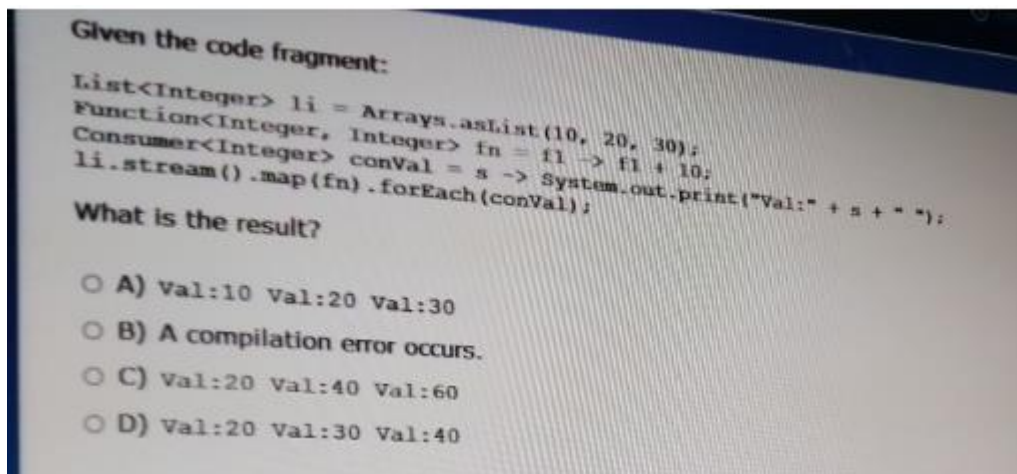 Given the code fragment:
List<Integer> li = Arrays.asList(10, 20, 30);
Function<Integer, Integer> fn = f1 -> f1 + 10;
Consumer<Integer> conVal = s -> System.out.print("Val:" + s + " ");
li.stream().map(fn).forEach(conVal);
What is the result?
A) Val:10 Val:20 Val:30
B) A compilation error occurs.
C) Val:20 Val:40 Val:60
D) Val:20 Val:30 Val:40